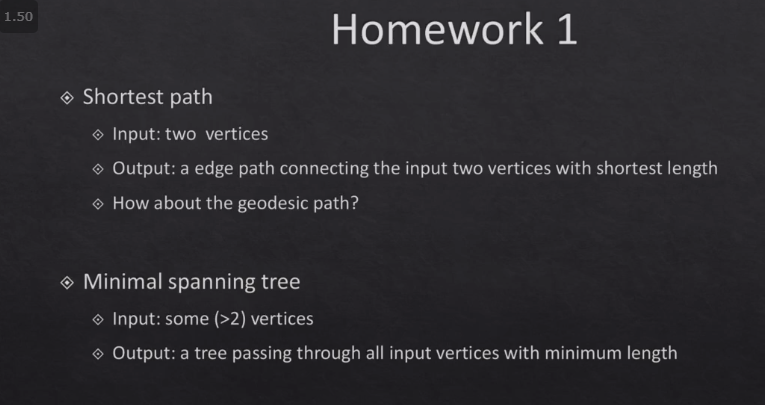 1.50
Homework 1
Shortest path
Input: two vertices
Output: a edge path connecting the input two vertices with shortest length
How about the geodesic path?
Minimal spanning tree
Input: some (>2) vertices
Output: a tree passing through all input vertices with minimum length